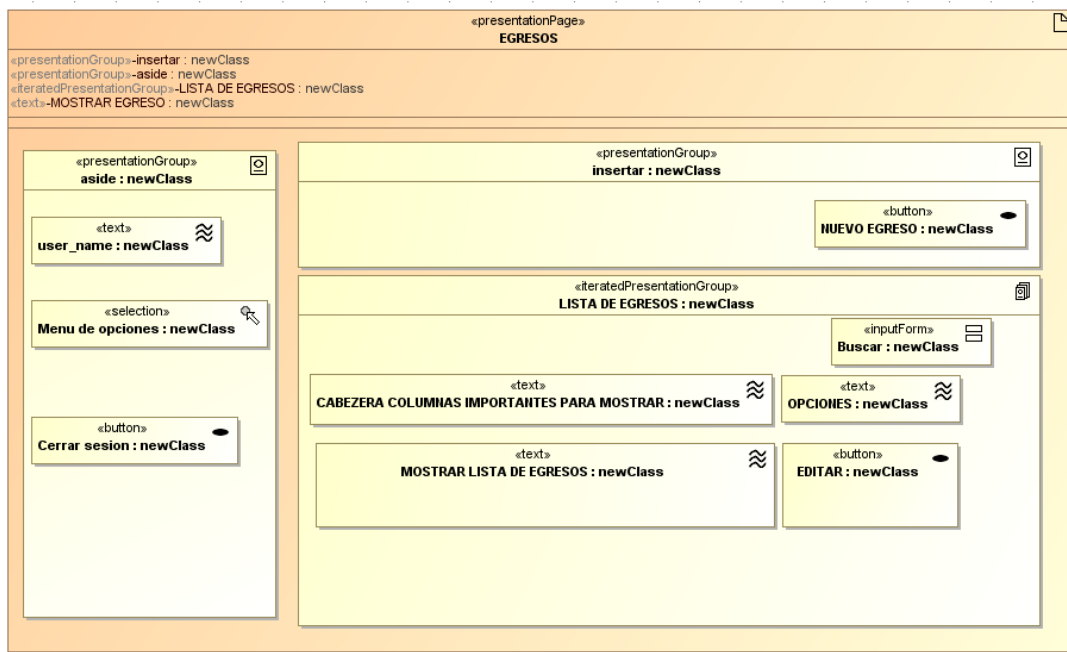 «presentationPage»
EGRESOS
«presentationGroup»-insertar : newClass
«presentationGroup»-aside : newClass
«iteratedPresentationGroup»-LISTA DE EGRESOS : newClass
«text»-MOSTRAR EGRESO : newClass
«presentationGroup»
aside : newClass
«text»
user_name : newClass
«selection»
Menu de opciones : newClass
«button»
Cerrar sesion : newClass
«presentationGroup»
insertar : newClass
«button»
NUEVO EGRESO : newClass
«iteratedPresentationGroup»
LISTA DE EGRESOS : newClass
«inputForm»
Buscar : newClass
«text»
CABEZERA COLUMNAS IMPORTANTES PARA MOSTRAR : newClass
«text»
OPCIONES : newClass
«text»
MOSTRAR LISTA DE EGRESOS : newClass
«button»
EDITAR : newClass